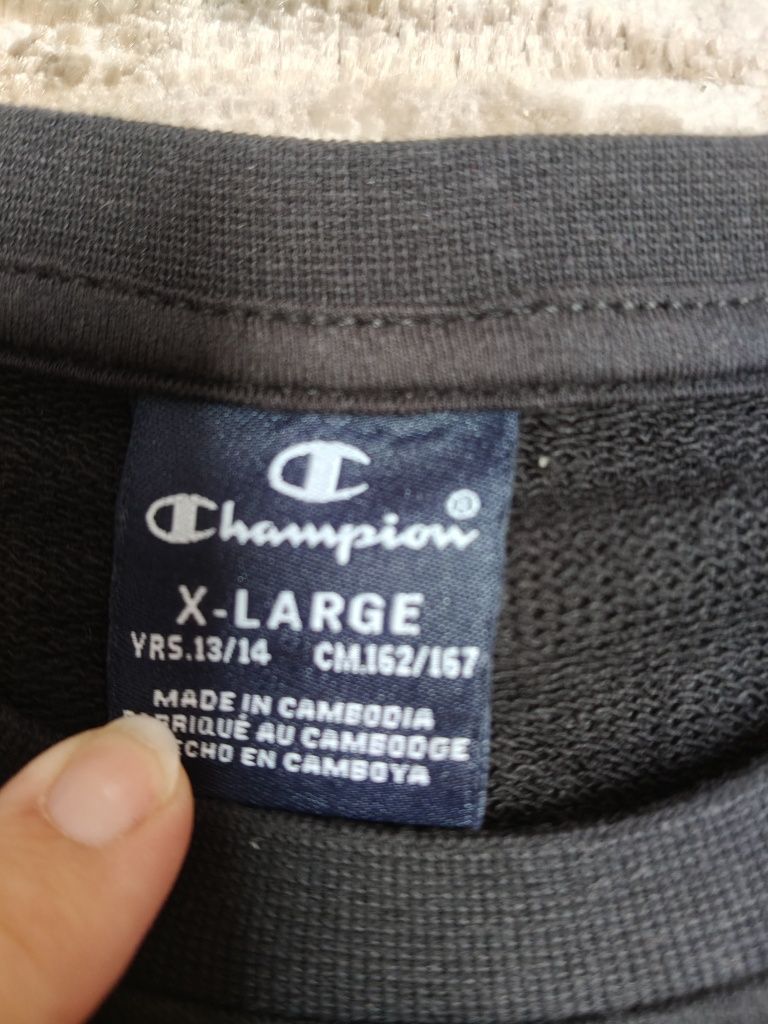 Champion®
X-LARGE
YRS.13/14 CM.162/167
MADE IN CAMBODIA
AU CAMBODGE
EN CAMBOYA